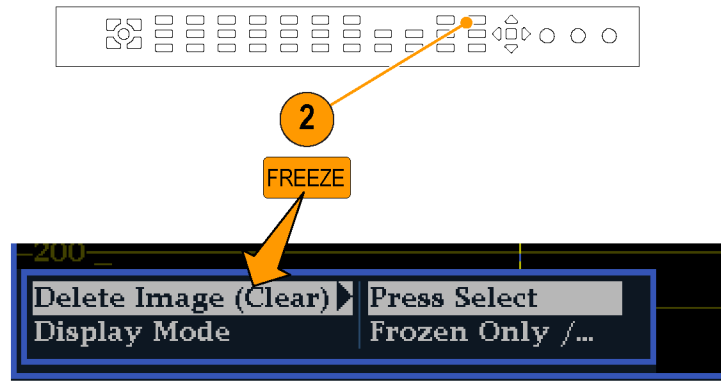 2
FREEZE
-200
Delete Image (Clear) Press Select
Display Mode Frozen Only /...